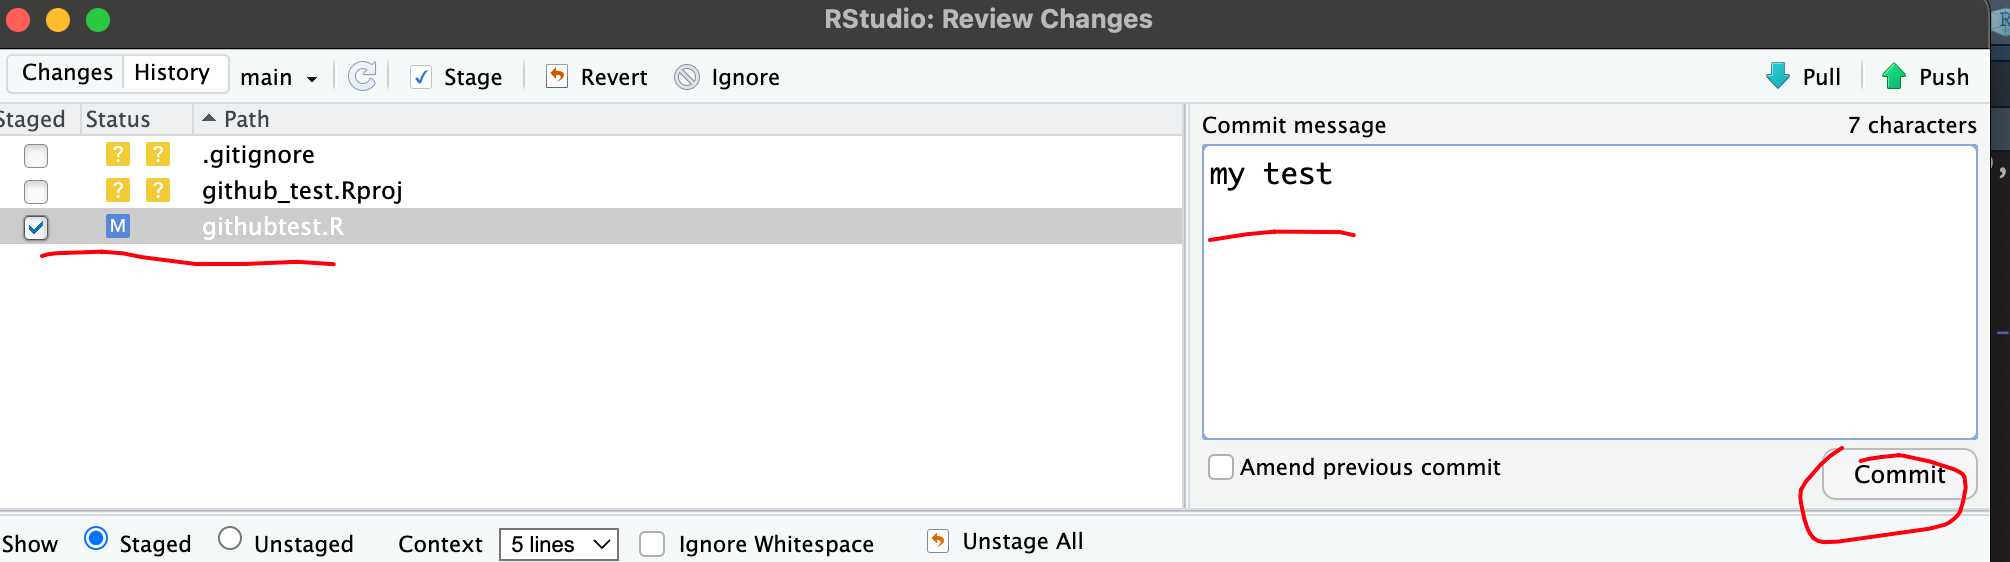 RStudio: Review Changes
Changes History main Stage Revert Ignore Pull Push
Staged Status Path
Commit message 7 characters
? ? .gitignore
my test
? ? github_test.Rproj
M githubtest.R
Amend previous commit
Commit
Show Staged Unstaged Context 5 lines Ignore Whitespace Unstage All